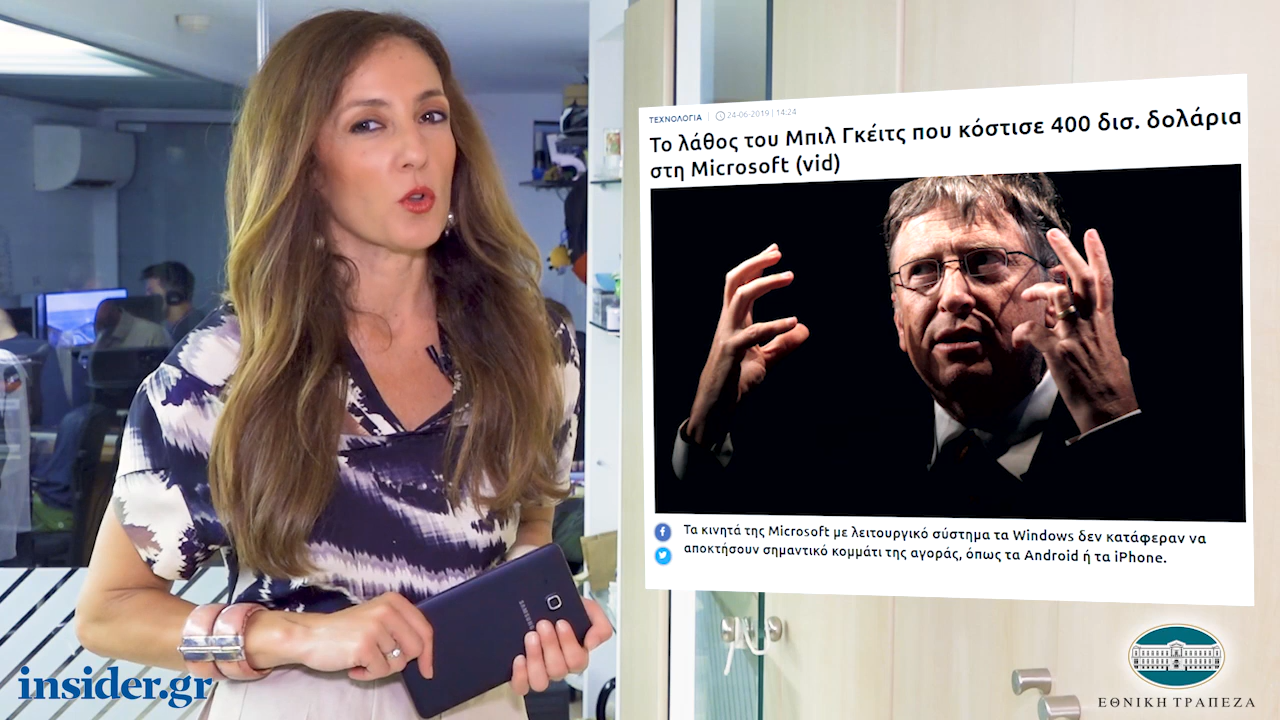 ΤΕΧΝΟΛΟΓΙΑ | 24-06-2019 | 14:24
Το λάθος του Μπιλ Γκέιτς που κόστισε 400 δισ. δολάρια
στη Microsoft (vid)
Τα κινητά της Microsoft με λειτουργικό σύστημα τα Windows δεν κατάφεραν να
αποκτήσουν σημαντικό κομμάτι της αγοράς, όπως τα Android ή τα iPhone.
SAMSUNG
insider.gr
ΕΘΝΙΚΗ ΤΡΑΠΕΖΑ